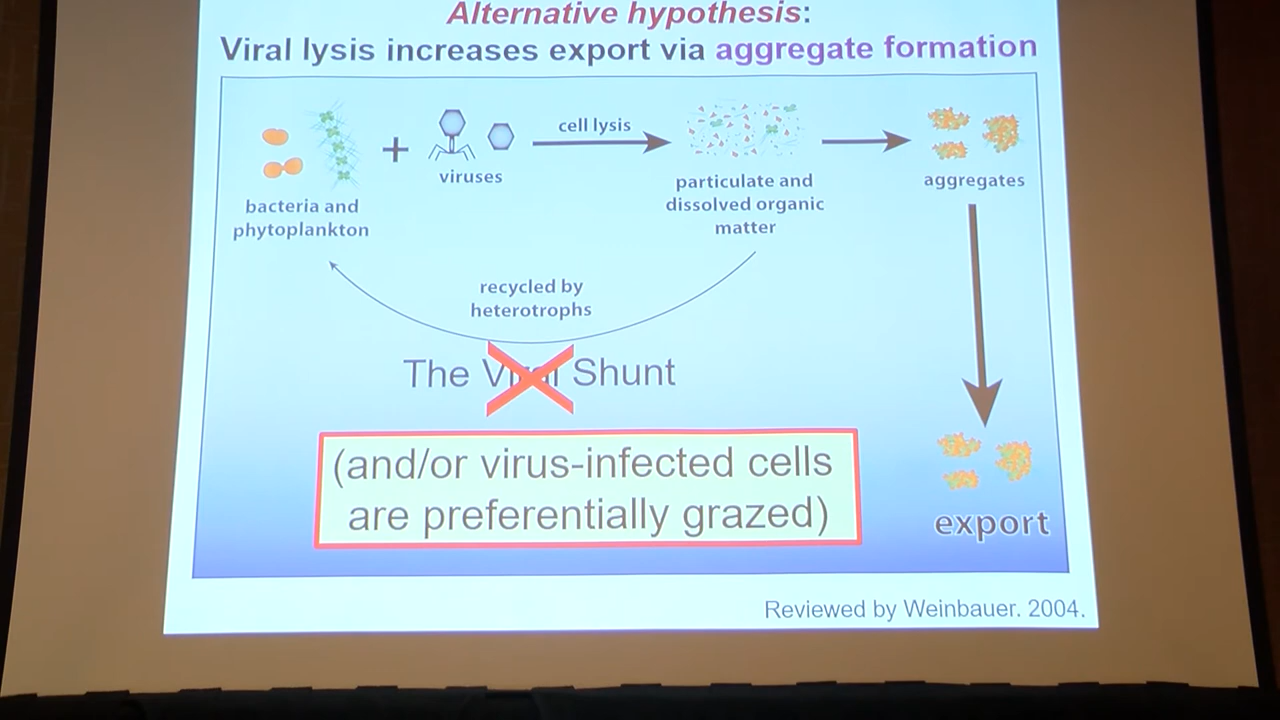 Alternative hypothesis:
Viral lysis increases export via aggregate formation
cell lysis
+
viruses
bacteria and
phytoplankton
particulate and
dissolved organic
matter
aggregates
recycled by
heterotrophs
The Viral Shunt
(and/or virus-infected cells
are preferentially grazed)
export
Reviewed by Weinbauer. 2004.